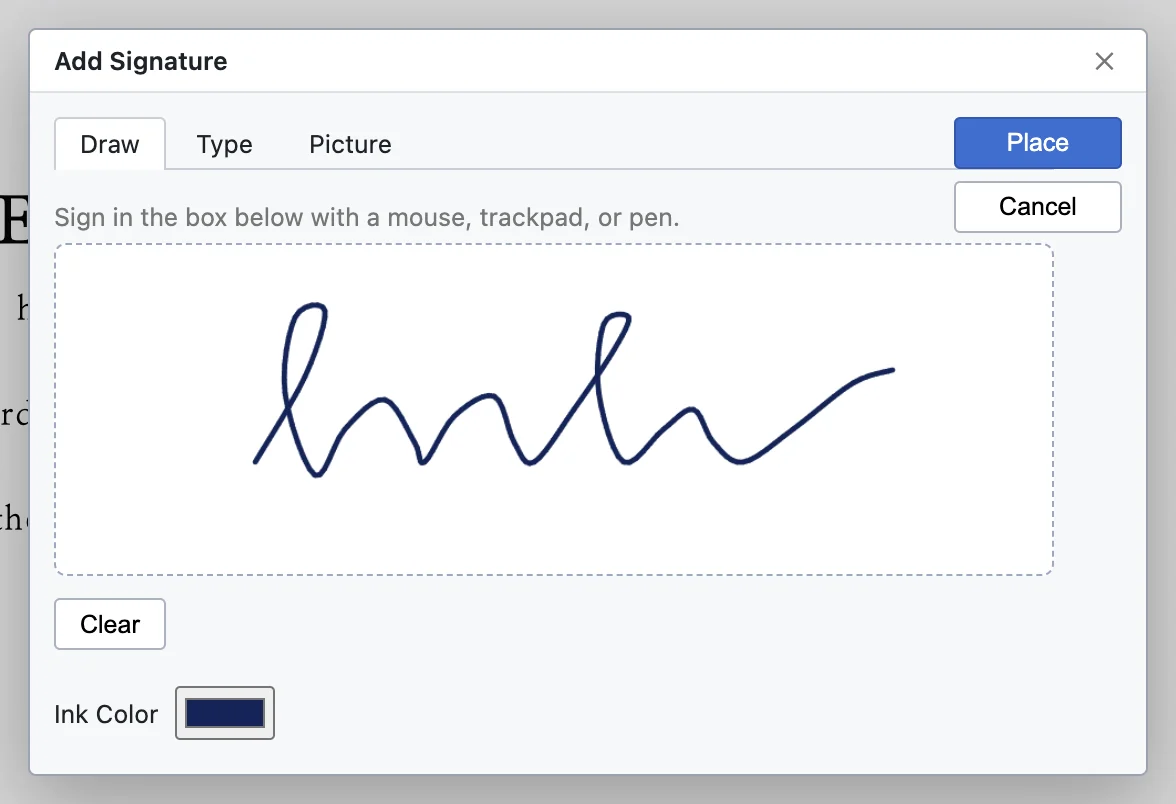 Add Signature
Draw Type Picture
Place
Sign in the box below with a mouse, trackpad, or pen.
Cancel
Clear
Ink Color